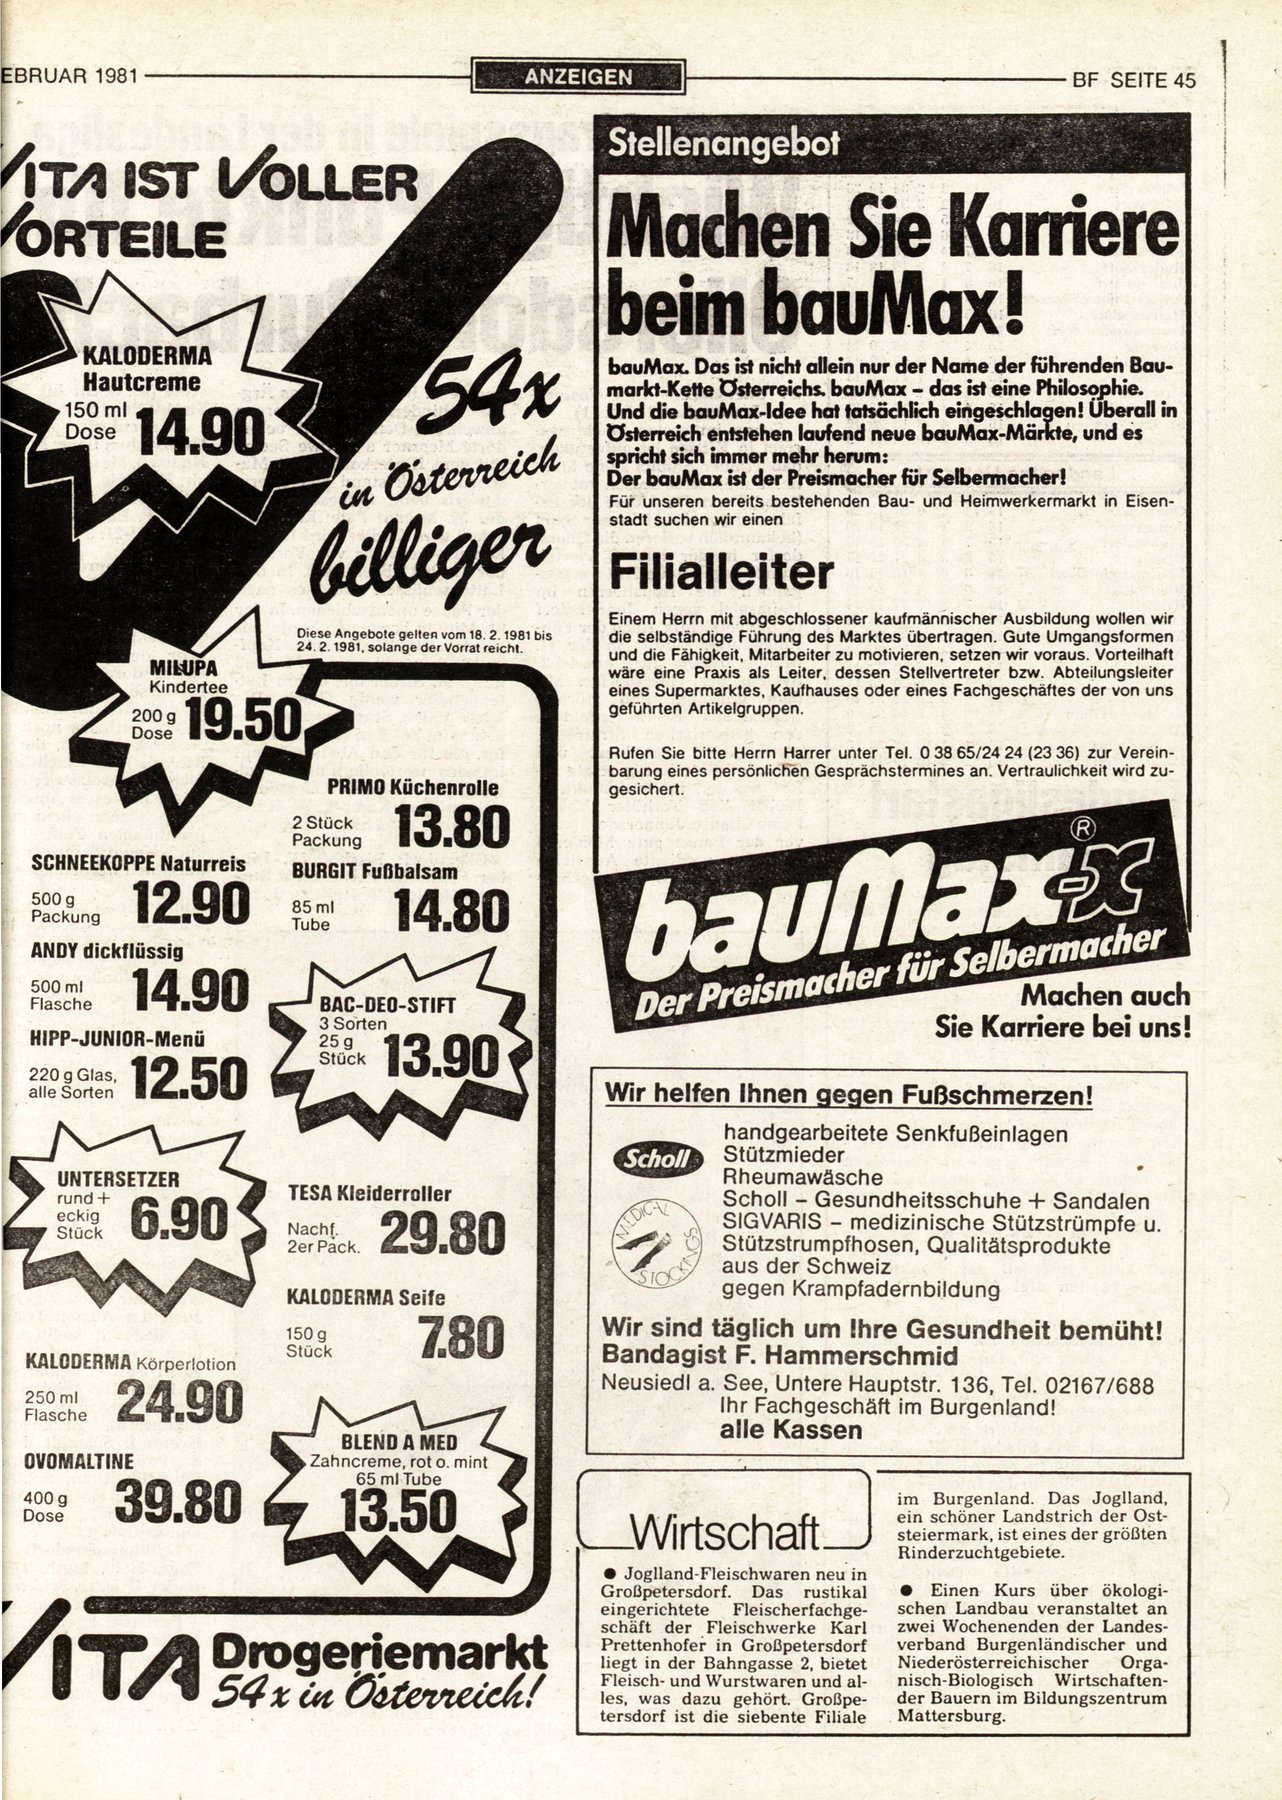 EBRUAR 1981
ANZEIGEN
BF SEITE 45
VITA IST VOLLER
VORTEILE
KALODERMA
Hautcreme
150 ml
Dose
14.90
54x
in Österreich
billiger
Diese Angebote gelten vom 18. 2. 1981 bis
24. 2. 1981, solange der Vorrat reicht.
MILUPA
Kindertee
200 g
Dose
19.50
PRIMO Küchenrolle
2 Stück
Packung
13.80
SCHNEEKOPPE Naturreis
500 g
Packung
12.90
BURGIT Fußbalsam
85 ml
Tube
14.80
ANDY dickflüssig
500 ml
Flasche
14.90
BAC-DEO-STIFT
3 Sorten
25 g
Stück
13.90
HIPP-JUNIOR-Menü
220 g Glas,
alle Sorten
12.50
UNTERSETZER
rund +
eckig
Stück
6.90
TESA Kleiderroller
Nachf.
2er Pack.
29.80
KALODERMA Seife
150 g
Stück
7.80
KALODERMA Körperlotion
250 ml
Flasche
24.90
BLEND A MED
Zahncreme, rot o. mint
65 ml Tube
13.50
OVOMALTINE
400 g
Dose
39.80
VITA Drogeriemarkt
54 x in Österreich!
Stellenangebot
Machen Sie Karriere
beim bauMax!
bauMax. Das ist nicht allein nur der Name der führenden Bau-
markt-Kette Österreichs. bauMax – das ist eine Philosophie.
Und die bauMax-Idee hat tatsächlich eingeschlagen! Überall in
Österreich entstehen laufend neue bauMax-Märkte, und es
spricht sich immer mehr herum:
Der bauMax ist der Preismacher für Selbermacher!
Für unseren bereits bestehenden Bau- und Heimwerkermarkt in Eisen-
stadt suchen wir einen
Filialleiter
Einem Herrn mit abgeschlossener kaufmännischer Ausbildung wollen wir
die selbständige Führung des Marktes übertragen. Gute Umgangsformen
und die Fähigkeit, Mitarbeiter zu motivieren, setzen wir voraus. Vorteilhaft
wäre eine Praxis als Leiter, dessen Stellvertreter bzw. Abteilungsleiter
eines Supermarktes, Kaufhauses oder eines Fachgeschäftes der von uns
geführten Artikelgruppen.
Rufen Sie bitte Herrn Harrer unter Tel. 0 38 65/24 24 (23 36) zur Verein-
barung eines persönlichen Gesprächstermines an. Vertraulichkeit wird zu-
gesichert.
bauMax-x ®
Der Preismacher für Selbermacher
Machen auch
Sie Karriere bei uns!
Wir helfen Ihnen gegen Fußschmerzen!
Scholl
MEDICAL
STOCKINGS
handgearbeitete Senkfußeinlagen
Stützmieder
Rheumawäsche
Scholl – Gesundheitsschuhe + Sandalen
SIGVARIS – medizinische Stützstrümpfe u.
Stützstrumpfhosen, Qualitätsprodukte
aus der Schweiz
gegen Krampfadernbildung
Wir sind täglich um Ihre Gesundheit bemüht!
Bandagist F. Hammerschmid
Neusiedl a. See, Untere Hauptstr. 136, Tel. 02167/688
Ihr Fachgeschäft im Burgenland!
alle Kassen
Wirtschaft
● Joglland-Fleischwaren neu in
Großpetersdorf. Das rustikal
eingerichtete Fleischerfachge-
schäft der Fleischwerke Karl
Prettenhofer in Großpetersdorf
liegt in der Bahngasse 2, bietet
Fleisch- und Wurstwaren und al-
les, was dazu gehört. Großpe-
tersdorf ist die siebente Filiale
im Burgenland. Das Joglland,
ein schöner Landstrich der Ost-
steiermark, ist eines der größten
Rinderzuchtgebiete.
● Einen Kurs über ökologi-
schen Landbau veranstaltet an
zwei Wochenenden der Landes-
verband Burgenländischer und
Niederösterreichischer Orga-
nisch-Biologisch Wirtschaften-
der Bauern im Bildungszentrum
Mattersburg.